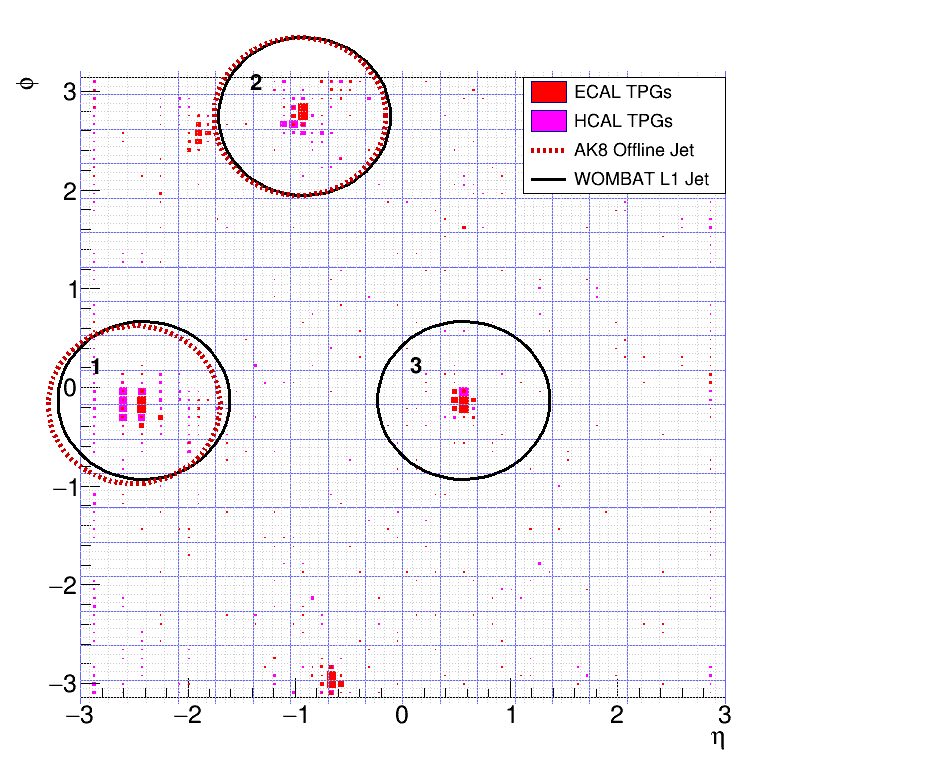 φ
3
2
1
0
−1
−2
−3
2
1
3
ECAL TPGs
HCAL TPGs
AK8 Offline Jet
WOMBAT L1 Jet
−3 −2 −1 0 1 2 3
η